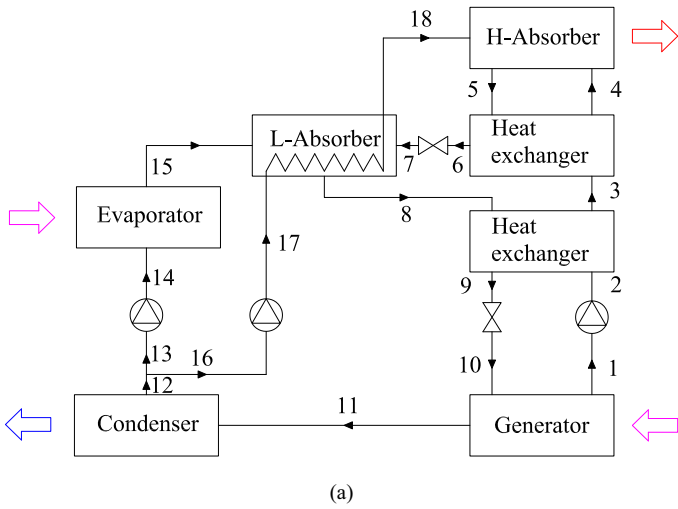 18
H-Absorber
5
4
L-Absorber
Heat
exchanger
15
7
6
3
Evaporator
8
Heat
exchanger
17
14
9
2
13
16
12
10
1
11
Condenser
Generator
(a)